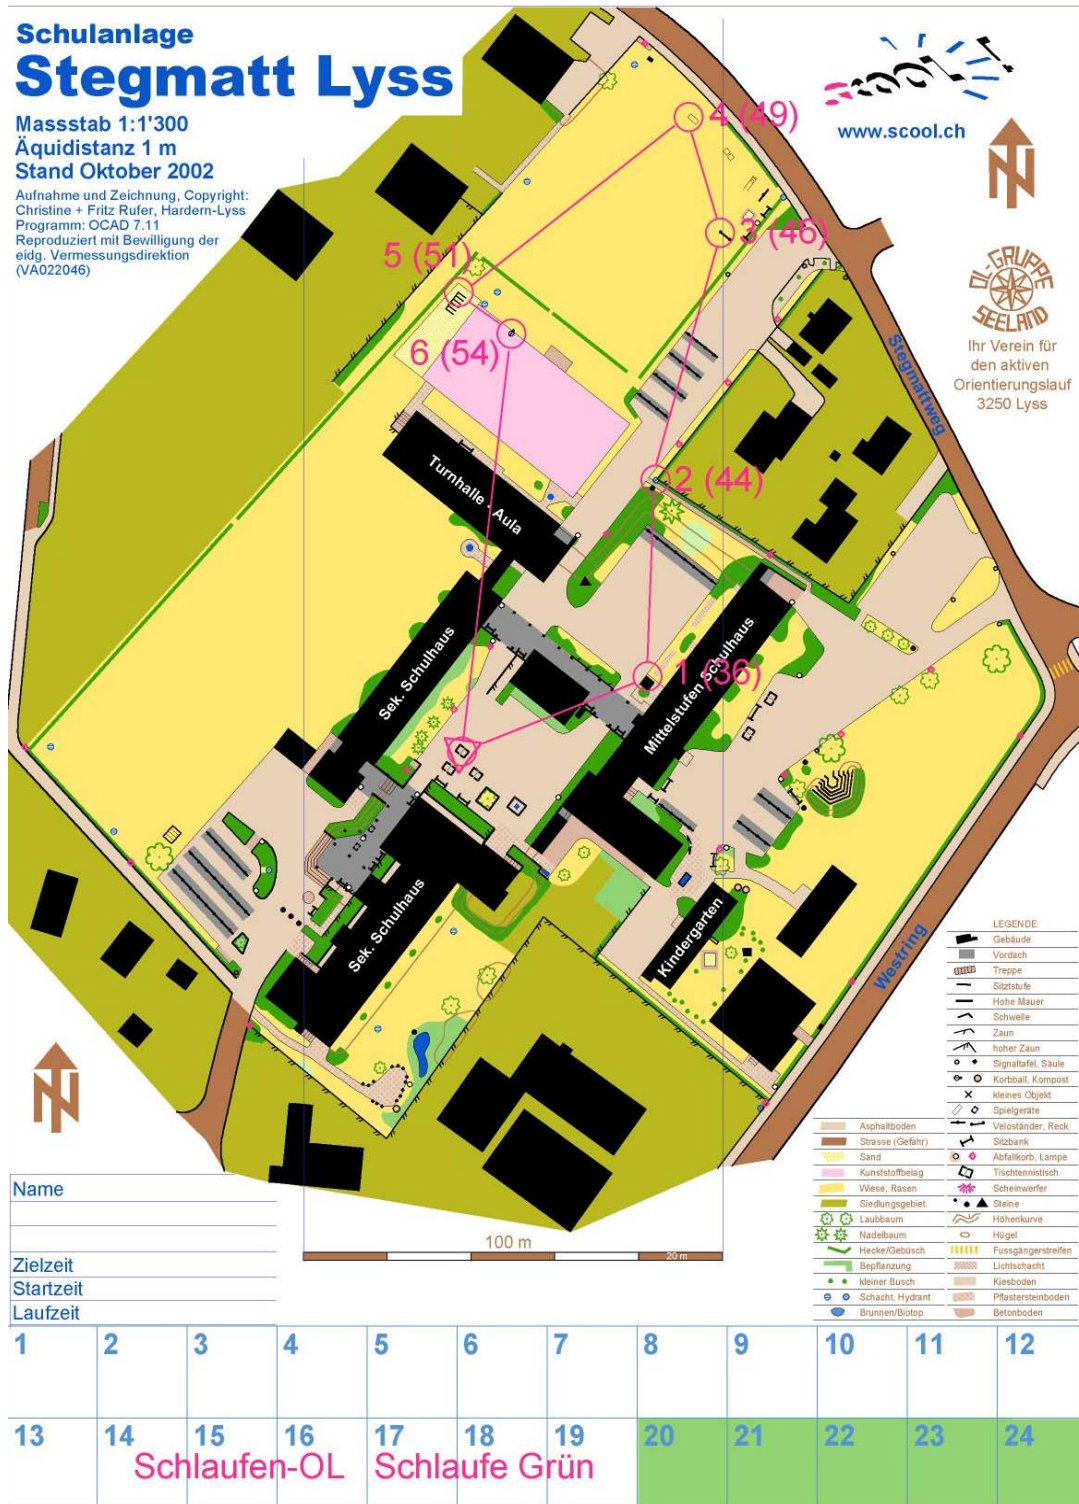 Schulanlage
Stegmatt Lyss
Massstab 1:1'300
Äquidistanz 1 m
Stand Oktober 2002
Aufnahme und Zeichnung, Copyright:
Christine + Fritz Rufer, Hardern-Lyss
Programm: OCAD 7.11
Reproduziert mit Bewilligung der
eidg. Vermessungsdirektion
(VA022046)
scool
www.scool.ch
N
OL-GRUPPE
SEELAND
Ihr Verein für
den aktiven
Orientierungslauf
3250 Lyss
4 (49)
3 (46)
5 (51)
6 (54)
2 (44)
1 (36)
Stegmattweg
Turnhalle - Aula
Sek. Schulhaus
Mittelstufen Schulhaus
Sek. Schulhaus
Kindergarten
Westring
N
LEGENDE
Gebäude
Vordach
Treppe
Sitztstufe
Hohe Mauer
Schwelle
Zaun
hoher Zaun
Signaltafel, Säule
Korbball, Kompost
kleines Objekt
Spielgeräte
Asphaltboden
Veloständer, Reck
Strasse (Gefahr)
Sitzbank
Sand
Abfallkorb, Lampe
Kunststoffbelag
Tischtennistisch
Wiese, Rasen
Scheinwerfer
Siedlungsgebiet
Steine
Laubbaum
Höhenkurve
Nadelbaum
Hügel
Hecke/Gebüsch
Fussgängerstreifen
Bepflanzung
Lichtschacht
kleiner Busch
Kiesboden
Schacht, Hydrant
Pflastersteinboden
Brunnen/Biotop
Betonboden
Name
Zielzeit
Startzeit
Laufzeit
100 m
20 m
1 2 3 4 5 6 7 8 9 10 11 12
13 14 15 16 17 18 19 20 21 22 23 24
Schlaufen-OL Schlaufe Grün